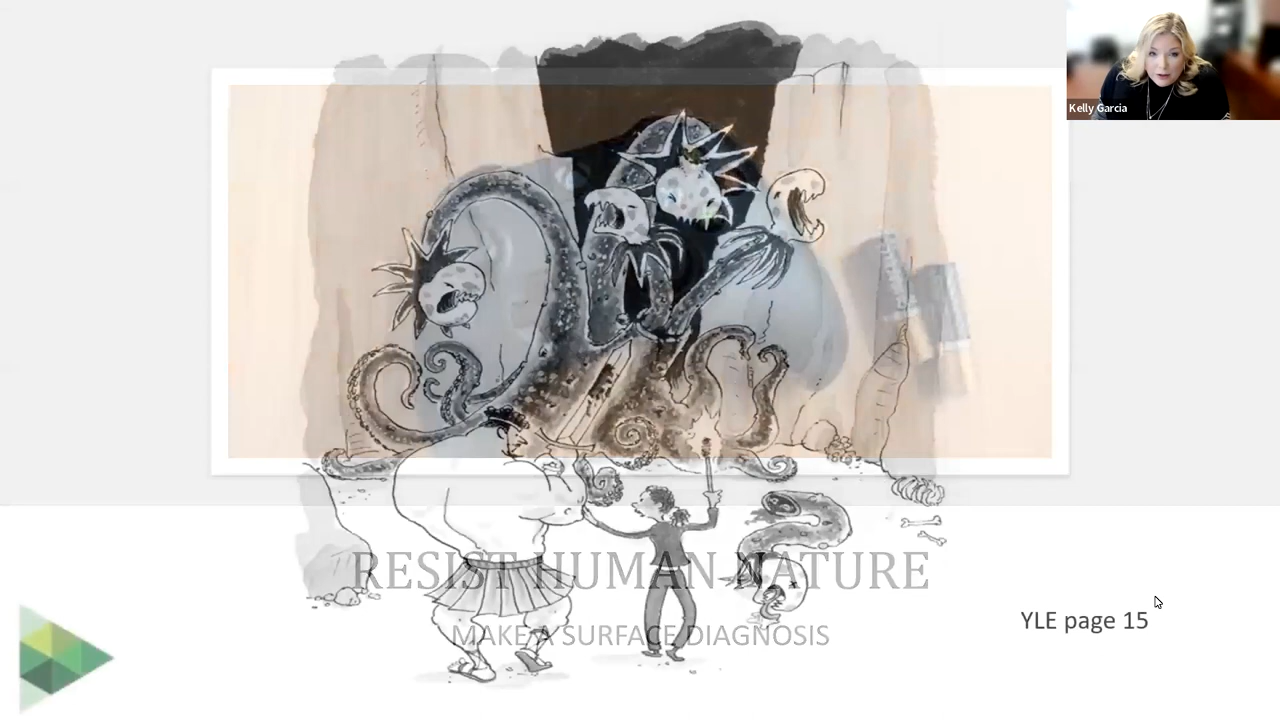 Kelly Garcia
RESIST HUMAN NATURE
YLE page 15
MAKE A SURFACE DIAGNOSIS